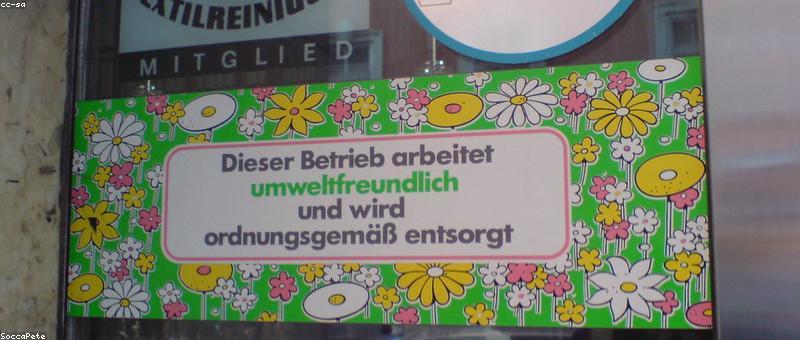 cc-sa
MITGLIED
Dieser Betrieb arbeitet
umweltfreundlich
und wird
ordnungsgemäß entsorgt
SoccaPete